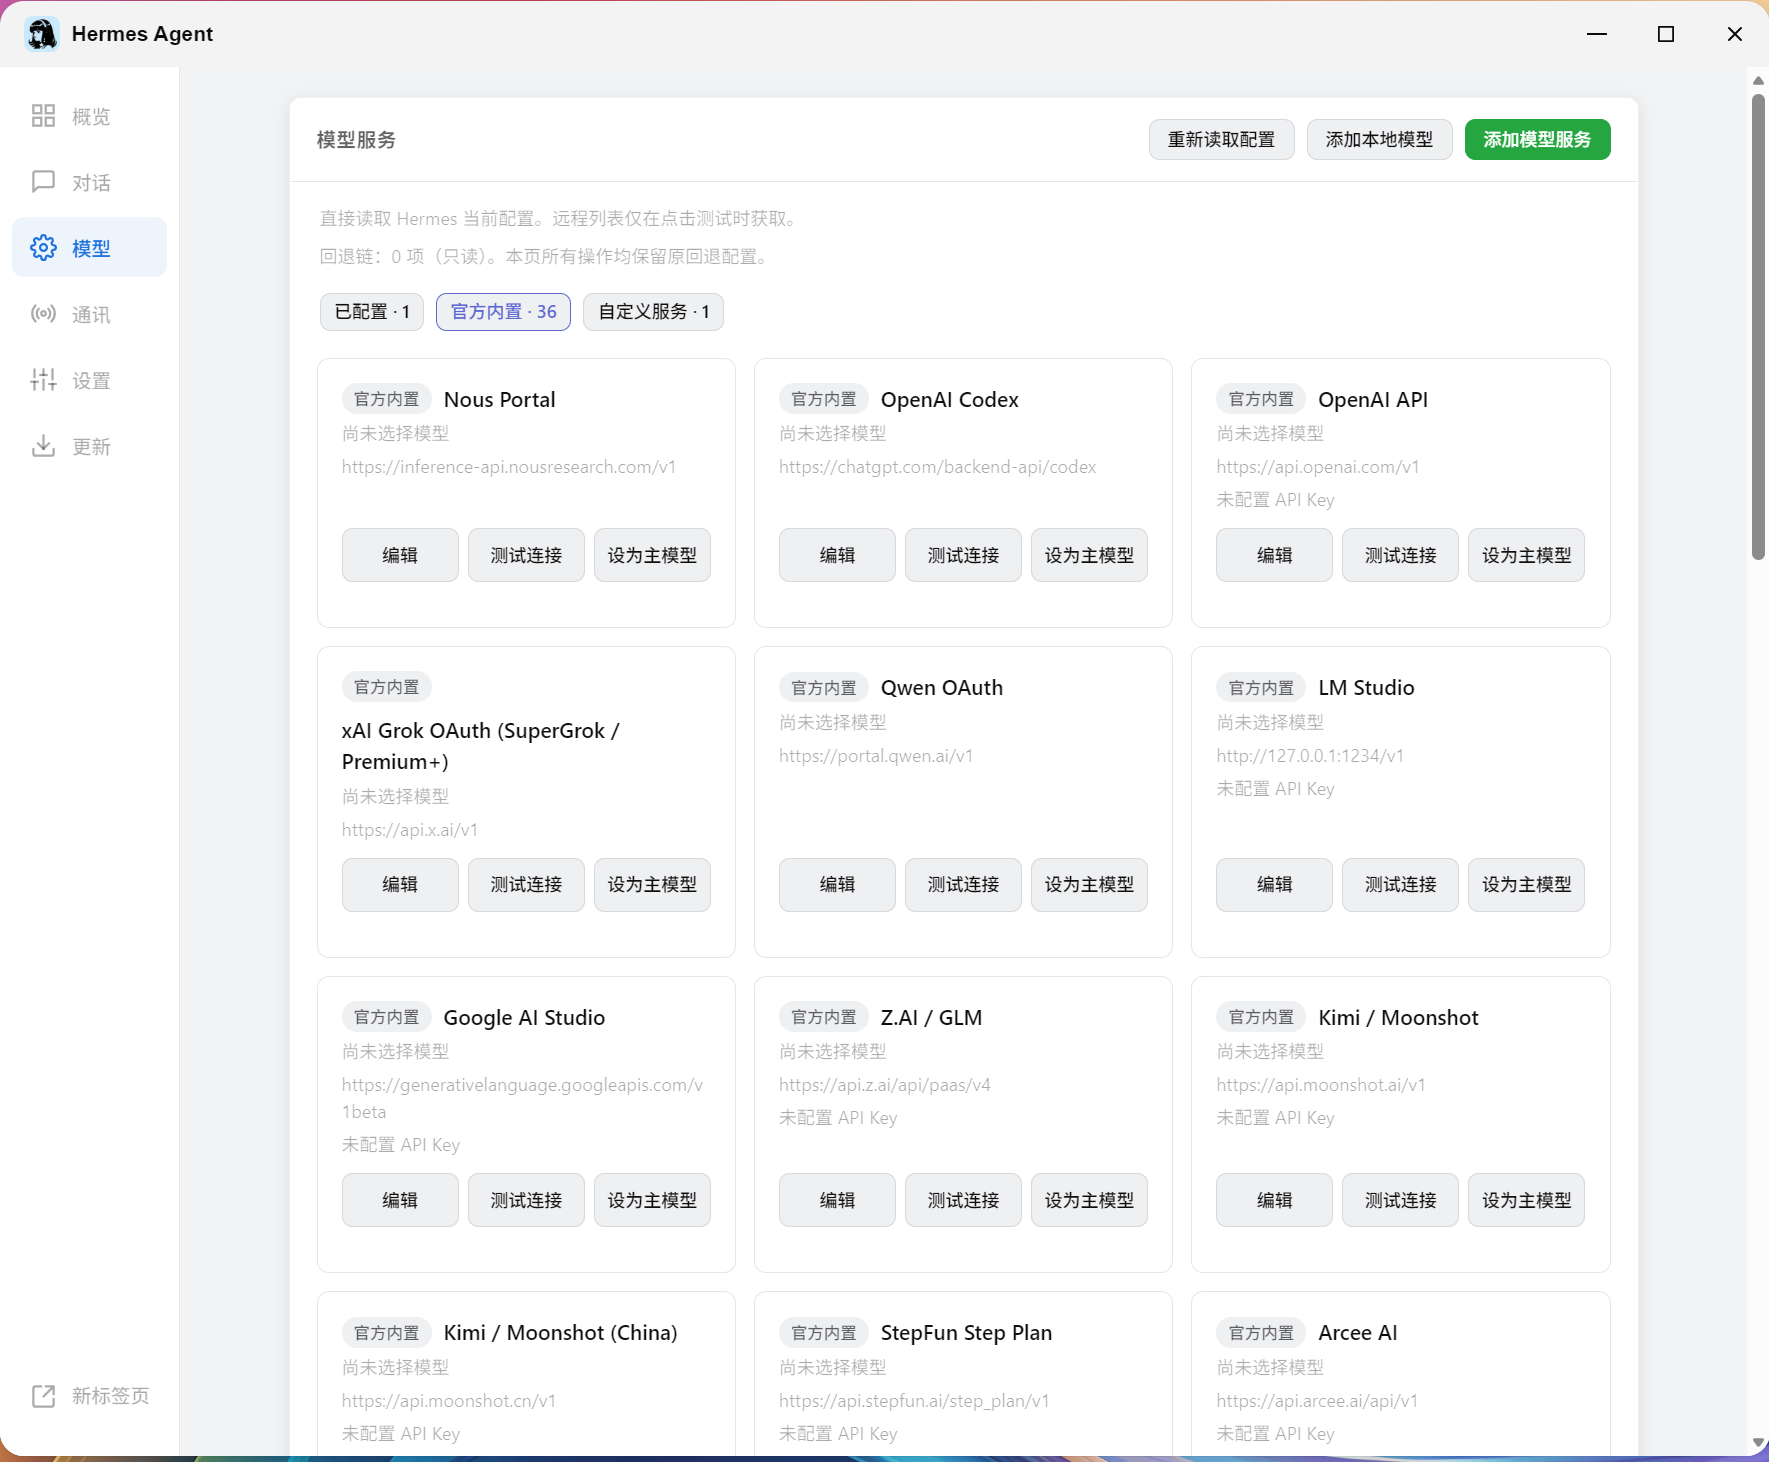 Hermes Agent
概览
对话
模型
通讯
设置
更新
新标签页
模型服务
重新读取配置
添加本地模型
添加模型服务
直接读取 Hermes 当前配置。远程列表仅在点击测试时获取。
回退链：0 项（只读）。本页所有操作均保留原回退配置。
已配置 · 1
官方内置 · 36
自定义服务 · 1
官方内置 Nous Portal
尚未选择模型
https://inference-api.nousresearch.com/v1
编辑 测试连接 设为主模型
官方内置 OpenAI Codex
尚未选择模型
https://chatgpt.com/backend-api/codex
编辑 测试连接 设为主模型
官方内置 OpenAI API
尚未选择模型
https://api.openai.com/v1
未配置 API Key
编辑 测试连接 设为主模型
官方内置
xAI Grok OAuth (SuperGrok /
Premium+)
尚未选择模型
https://api.x.ai/v1
编辑 测试连接 设为主模型
官方内置 Qwen OAuth
尚未选择模型
https://portal.qwen.ai/v1
编辑 测试连接 设为主模型
官方内置 LM Studio
尚未选择模型
http://127.0.0.1:1234/v1
未配置 API Key
编辑 测试连接 设为主模型
官方内置 Google AI Studio
尚未选择模型
https://generativelanguage.googleapis.com/v
1beta
未配置 API Key
编辑 测试连接 设为主模型
官方内置 Z.AI / GLM
尚未选择模型
https://api.z.ai/api/paas/v4
未配置 API Key
编辑 测试连接 设为主模型
官方内置 Kimi / Moonshot
尚未选择模型
https://api.moonshot.ai/v1
未配置 API Key
编辑 测试连接 设为主模型
官方内置 Kimi / Moonshot (China)
尚未选择模型
https://api.moonshot.cn/v1
未配置 API Key
官方内置 StepFun Step Plan
尚未选择模型
https://api.stepfun.ai/step_plan/v1
未配置 API Key
官方内置 Arcee AI
尚未选择模型
https://api.arcee.ai/api/v1
未配置 API Key